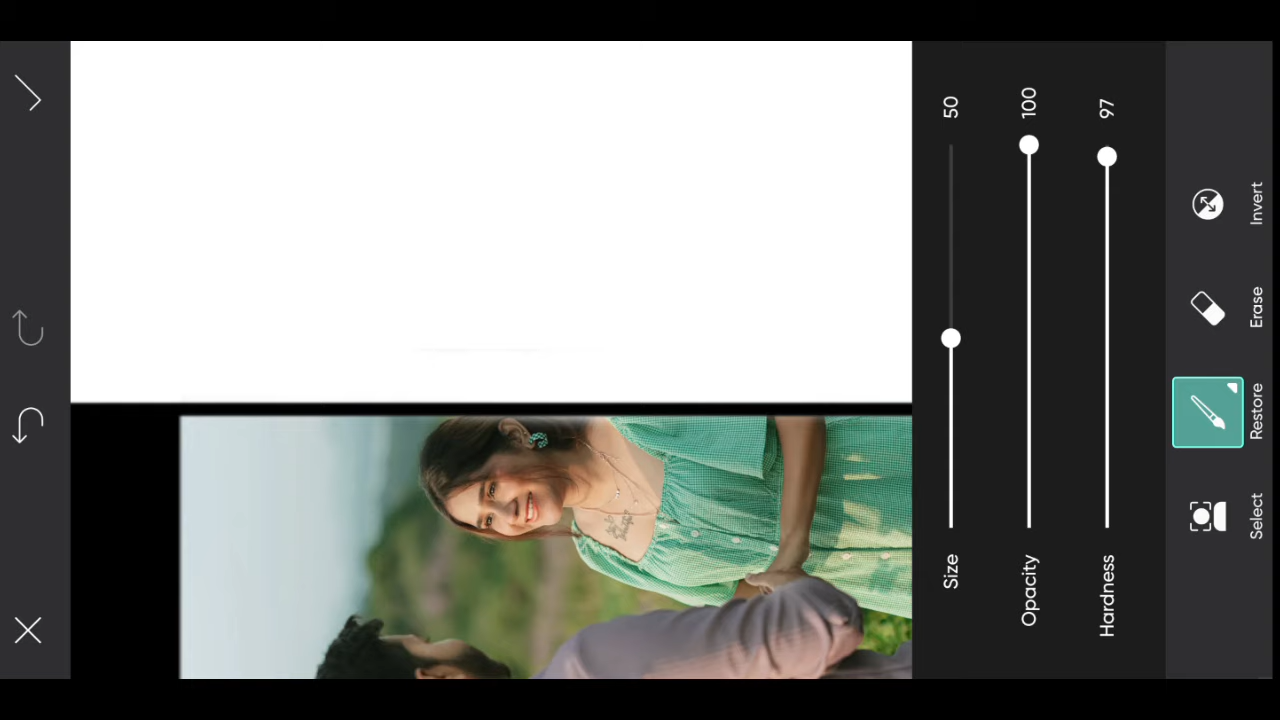 Size 50
Opacity 100
Hardness 97
Select
Restore
Erase
Invert